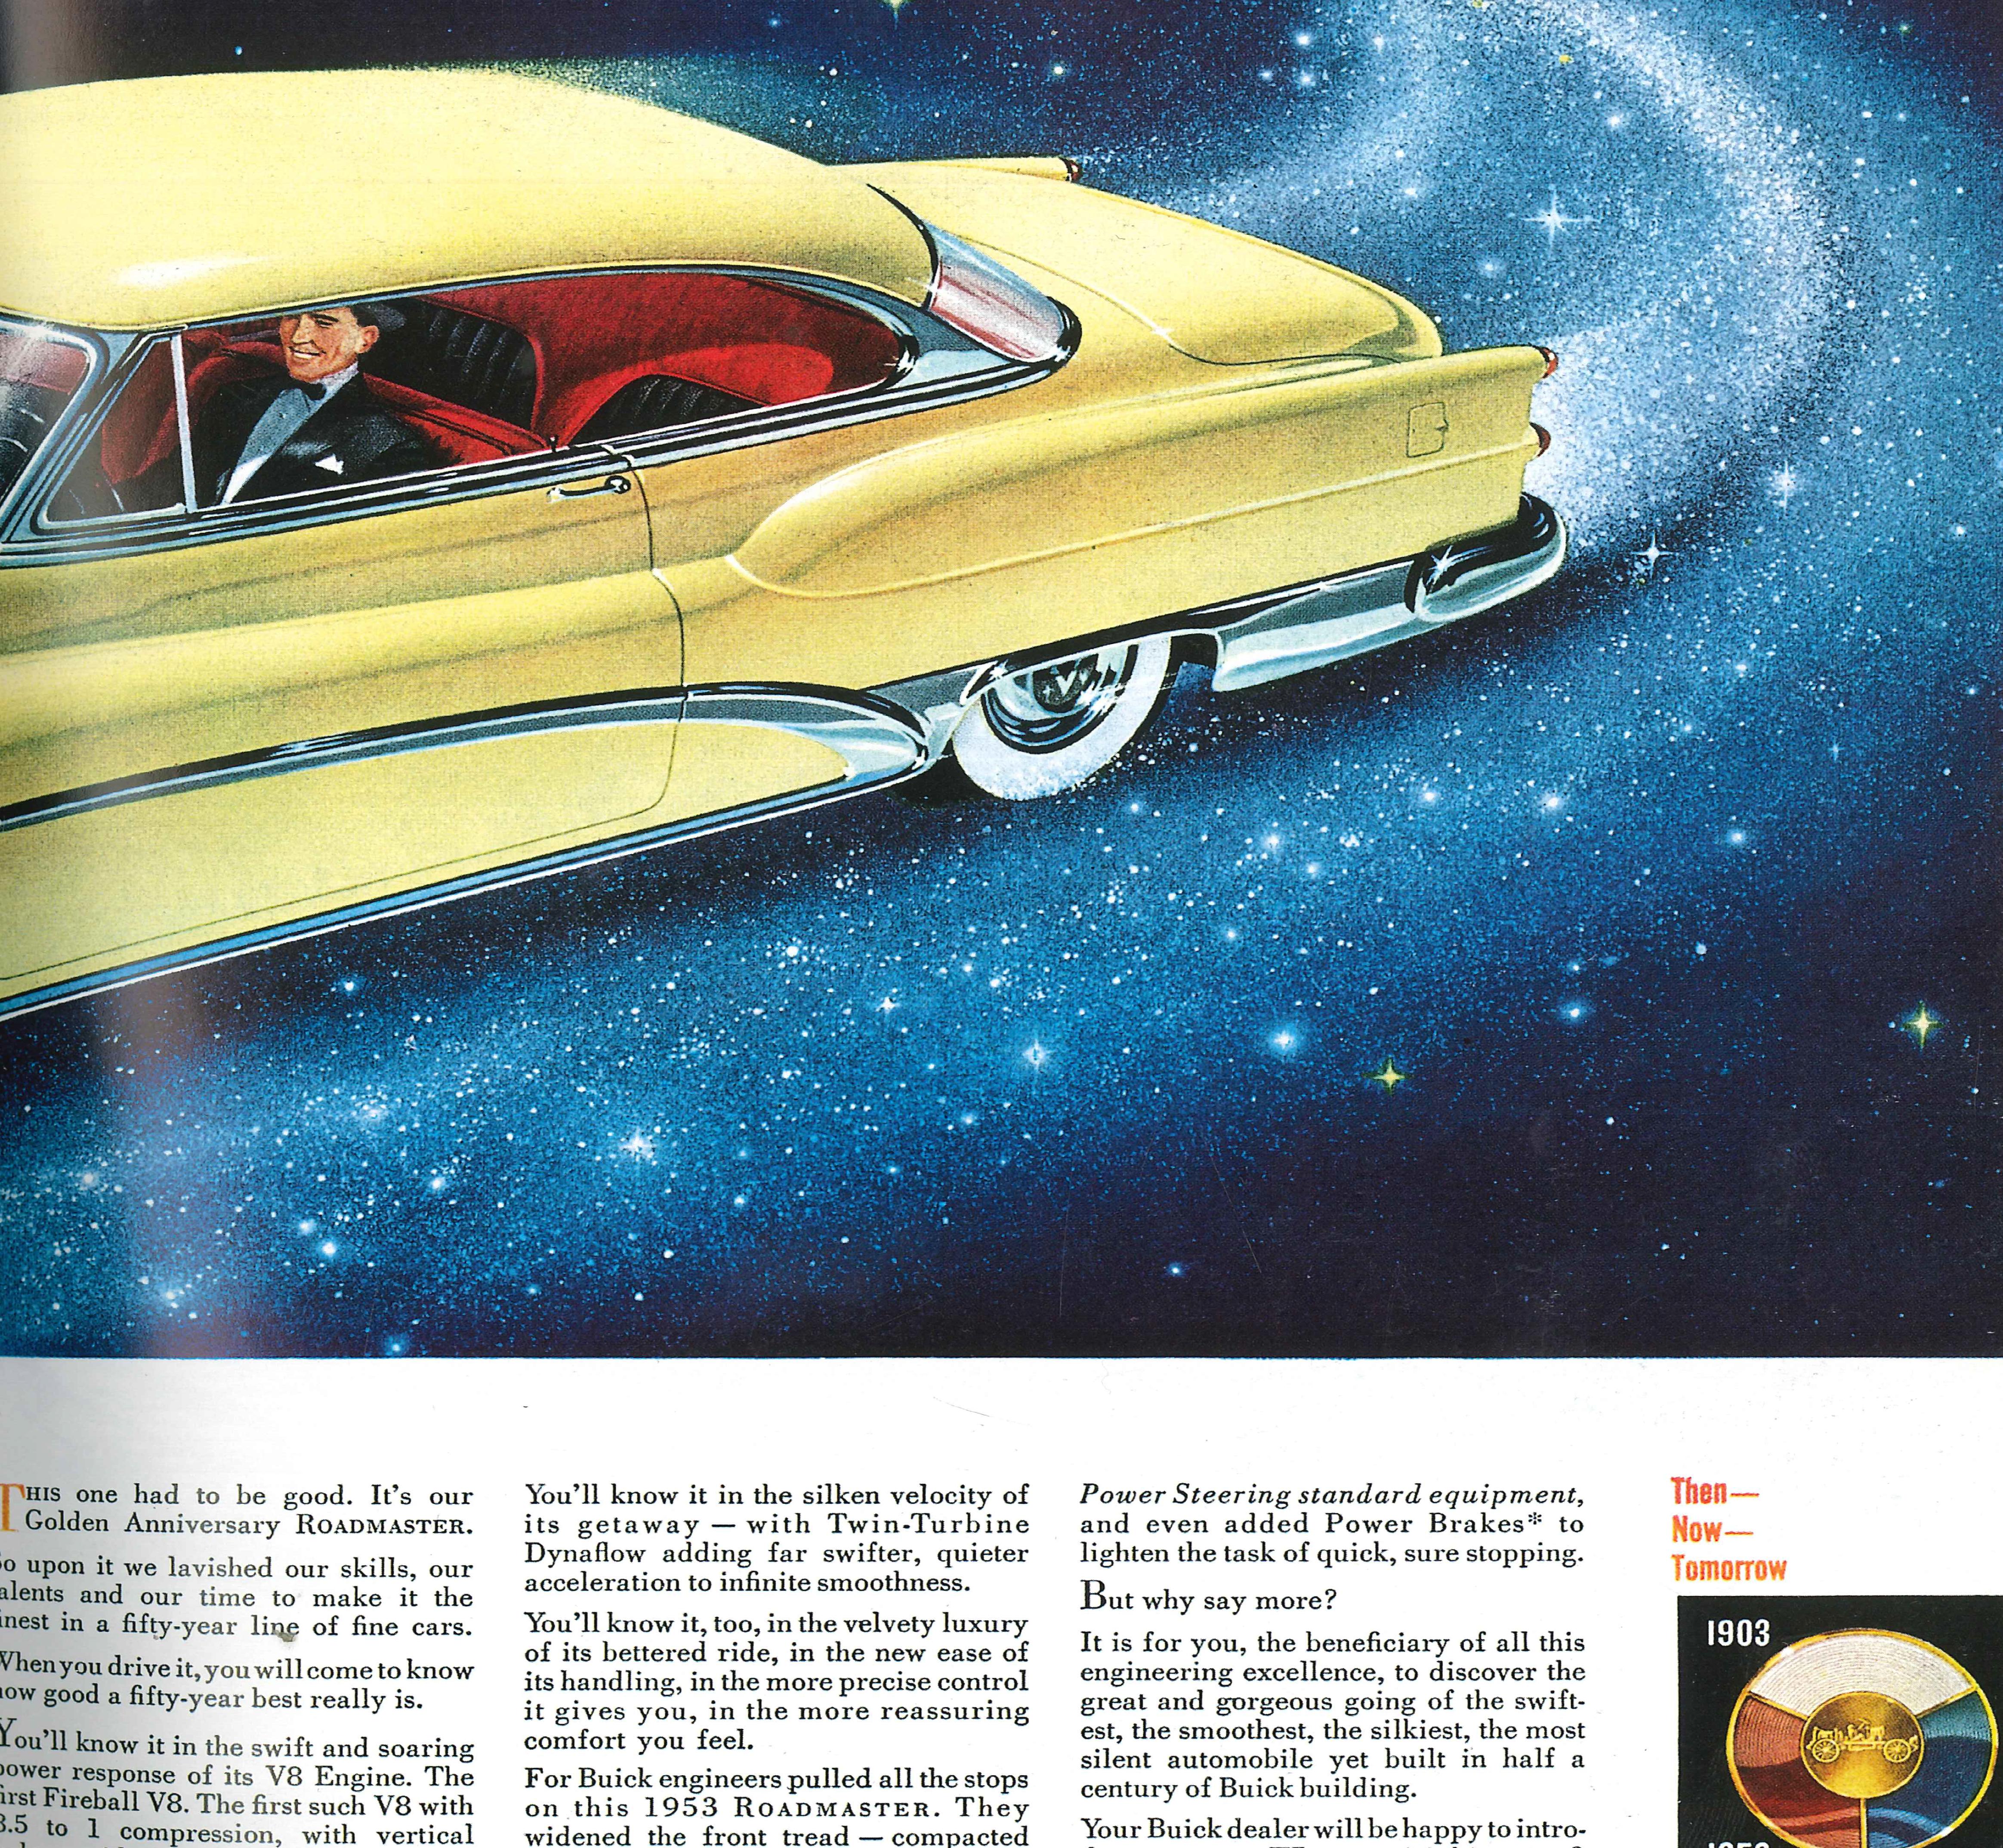 THIS one had to be good. It's our
Golden Anniversary ROADMASTER.
So upon it we lavished our skills, our
alents and our time to make it the
inest in a fifty-year line of fine cars.
When you drive it, you will come to know
how good a fifty-year best really is.
You'll know it in the swift and soaring
power response of its V8 Engine. The
irst Fireball V8. The first such V8 with
8.5 to 1 compression, with vertical
You'll know it in the silken velocity of
its getaway — with Twin-Turbine
Dynaflow adding far swifter, quieter
acceleration to infinite smoothness.
You'll know it, too, in the velvety luxury
of its bettered ride, in the new ease of
its handling, in the more precise control
it gives you, in the more reassuring
comfort you feel.
For Buick engineers pulled all the stops
on this 1953 ROADMASTER. They
widened the front tread — compacted
Power Steering standard equipment,
and even added Power Brakes* to
lighten the task of quick, sure stopping.
But why say more?
It is for you, the beneficiary of all this
engineering excellence, to discover the
great and gorgeous going of the swift-
est, the smoothest, the silkiest, the most
silent automobile yet built in half a
century of Buick building.
Your Buick dealer will be happy to intro-
Then—
Now—
Tomorrow
1903
V